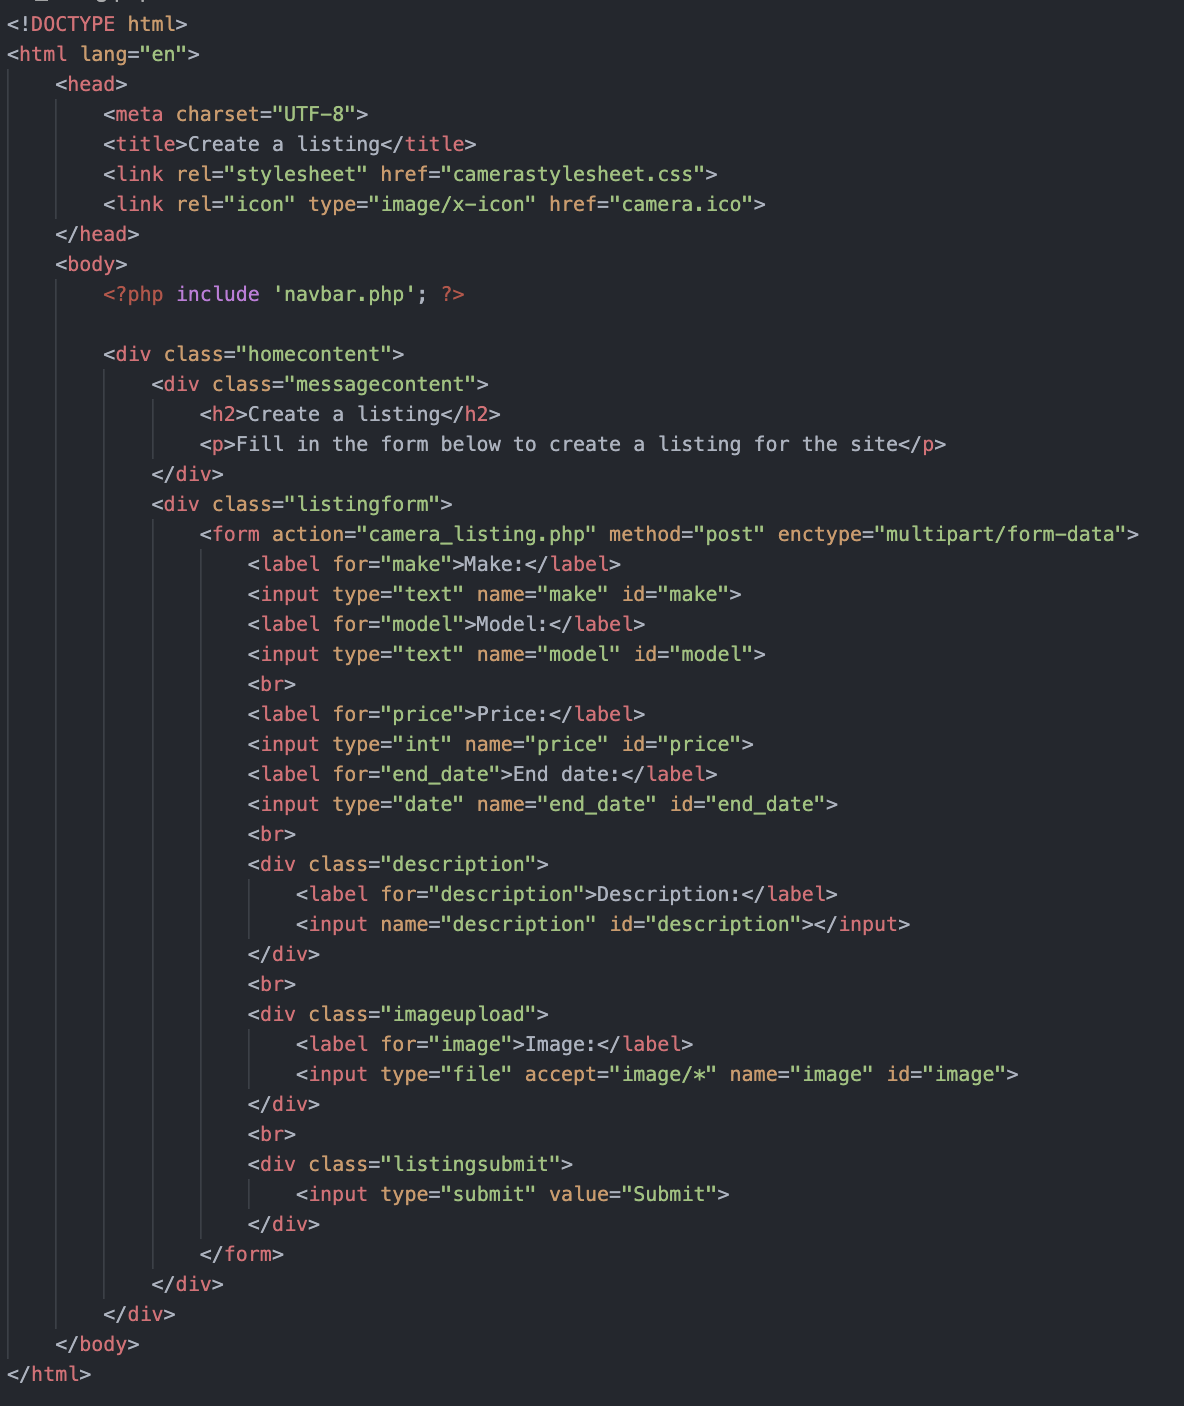 <!DOCTYPE html>
<html lang="en">
    <head>
        <meta charset="UTF-8">
        <title>Create a listing</title>
        <link rel="stylesheet" href="camerastylesheet.css">
        <link rel="icon" type="image/x-icon" href="camera.ico">
    </head>
    <body>
        <?php include 'navbar.php'; ?>

        <div class="homecontent">
            <div class="messagecontent">
                <h2>Create a listing</h2>
                <p>Fill in the form below to create a listing for the site</p>
            </div>
            <div class="listingform">
                <form action="camera_listing.php" method="post" enctype="multipart/form-data">
                    <label for="make">Make:</label>
                    <input type="text" name="make" id="make">
                    <label for="model">Model:</label>
                    <input type="text" name="model" id="model">
                    <br>
                    <label for="price">Price:</label>
                    <input type="int" name="price" id="price">
                    <label for="end_date">End date:</label>
                    <input type="date" name="end_date" id="end_date">
                    <br>
                    <div class="description">
                        <label for="description">Description:</label>
                        <input name="description" id="description"></input>
                    </div>
                    <br>
                    <div class="imageupload">
                        <label for="image">Image:</label>
                        <input type="file" accept="image/*" name="image" id="image">
                    </div>
                    <br>
                    <div class="listingsubmit">
                        <input type="submit" value="Submit">
                    </div>
                </form>
            </div>
        </div>
    </body>
</html>